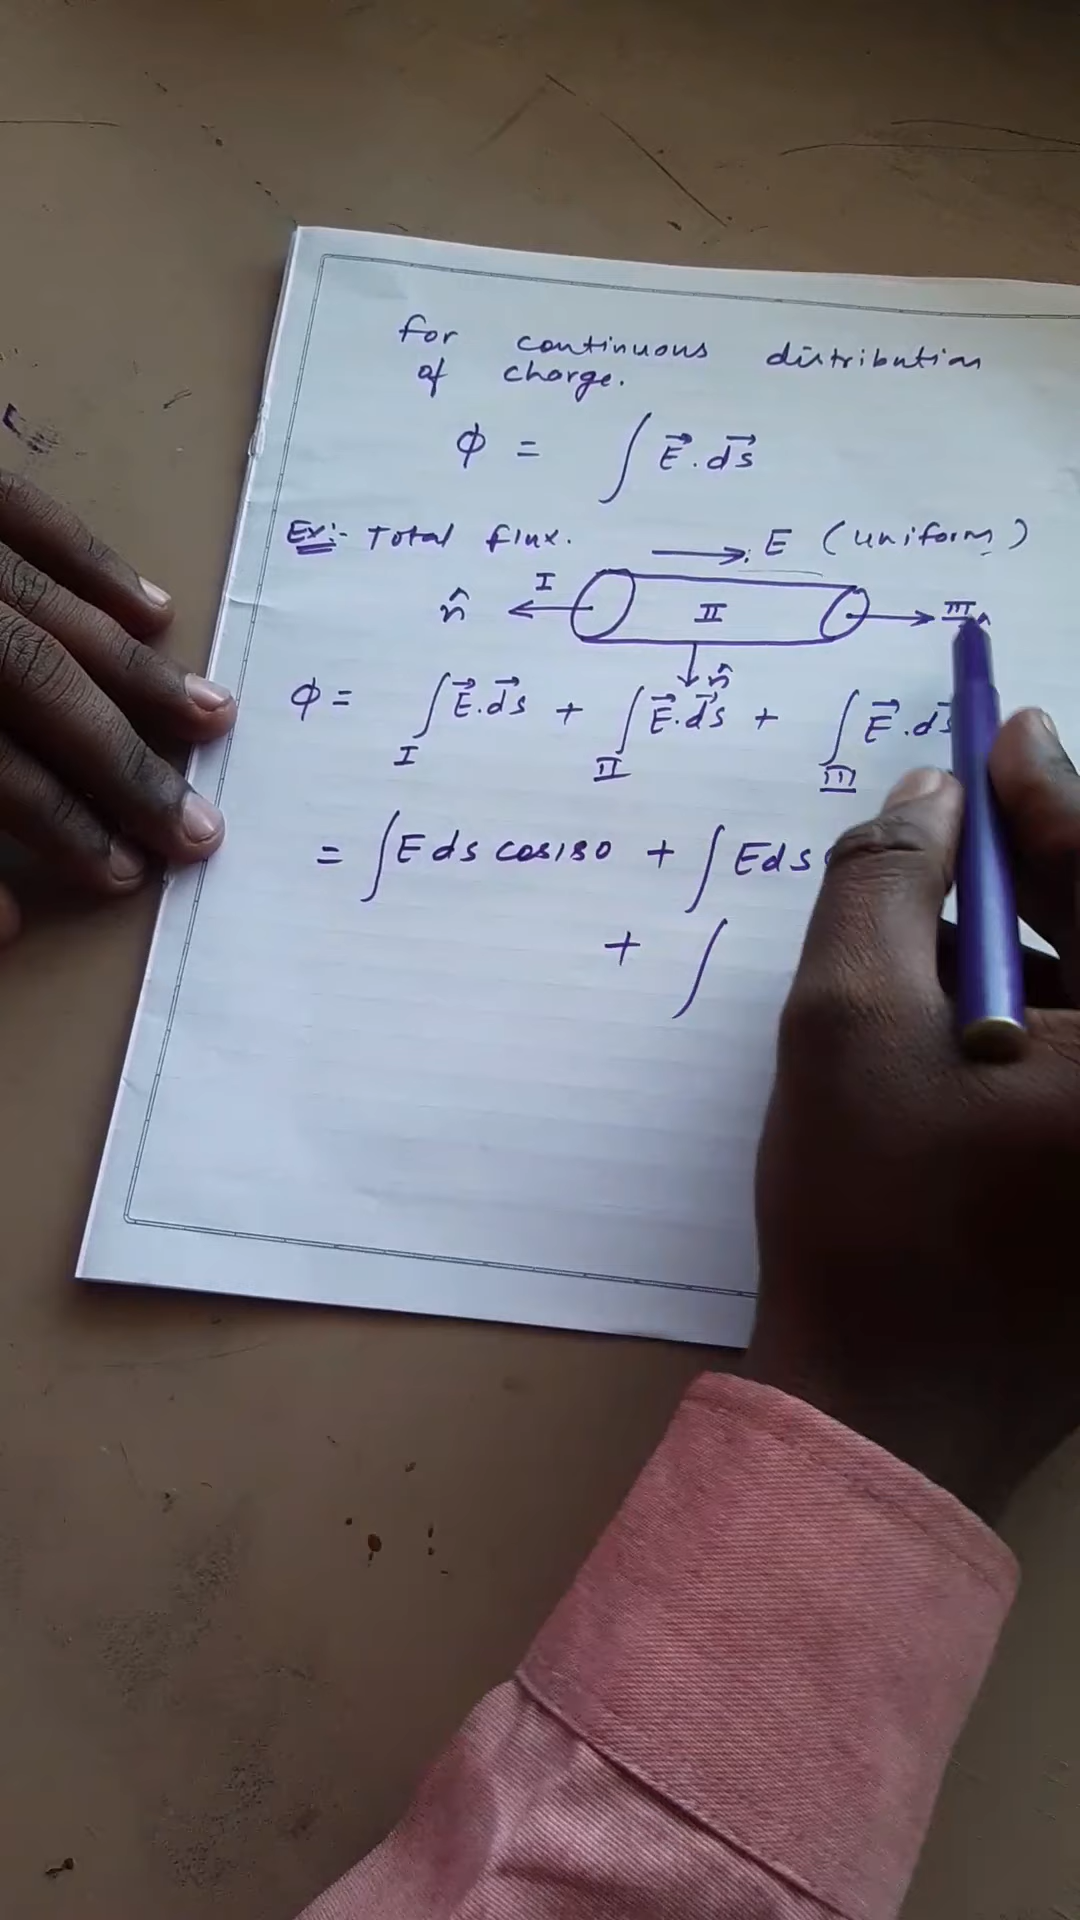 For continuous distribution
of charge.
ϕ = ∫ E⃗ . ds⃗
Ex:- Total flux.
E (uniform)
I
n̂
II
III
n̂
ϕ = ∫ E⃗.ds⃗ + ∫ E⃗.ds⃗ + ∫ E⃗.ds⃗
I II III
= ∫ E ds cos180 + ∫ E ds
+ ∫